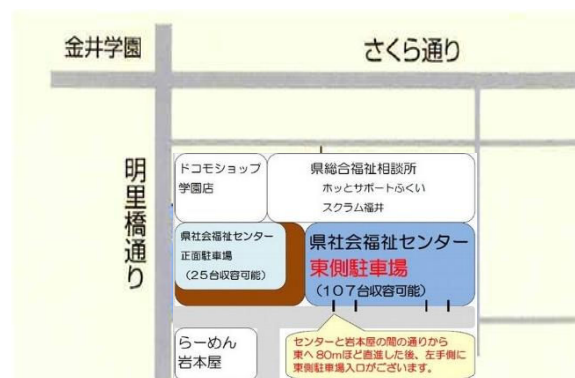 金井学園
さくら通り
明里橋通り
ドコモショップ
学園店
県総合福祉相談所
ホッとサポートふくい
スクラム福井
県社会福祉センター
正面駐車場
（25台収容可能）
県社会福祉センター
東側駐車場
（107台収容可能）
らーめん
岩本屋
センターと岩本屋の間の通りから
東へ80mほど直進した後、左手側に
東側駐車場入口がございます。